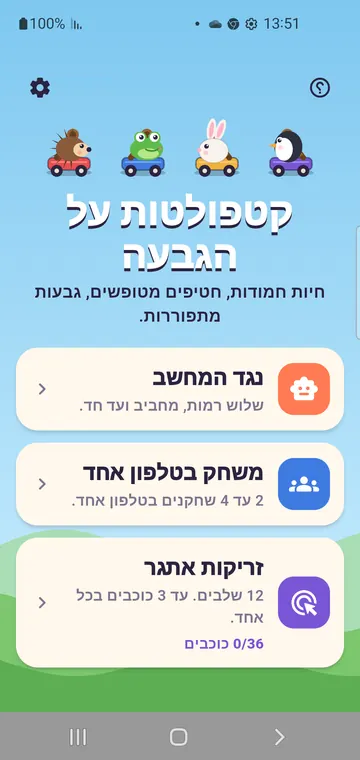 100%
13:51
קטפולטות על
הגבעה
חיות חמודות, חטיפים מטופשים, גבעות
מתפוררות.
נגד המחשב
שלוש רמות, מחביב ועד חד.
משחק בטלפון אחד
2 עד 4 שחקנים בטלפון אחד.
זריקות אתגר
12 שלבים. עד 3 כוכבים בכל
אחד.
0/36 כוכבים